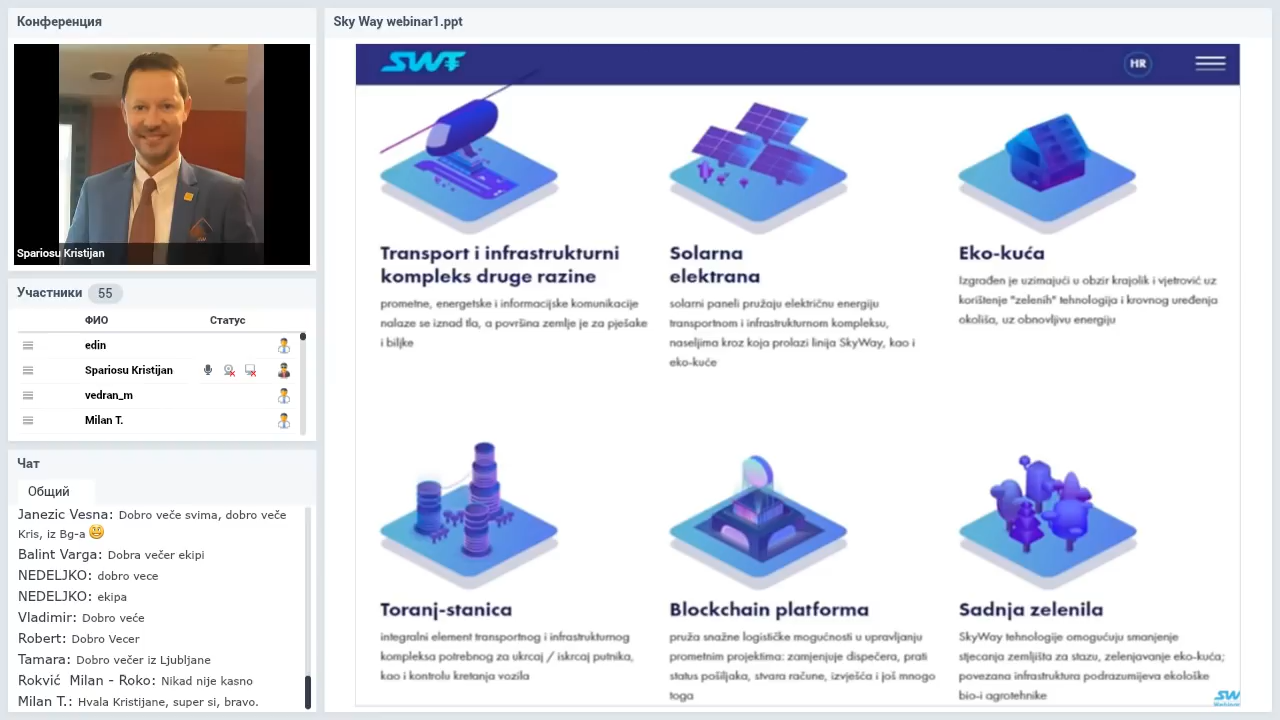 Конференция
Spariosu Kristijan
Участники 55
ФИО Статус
edin
Spariosu Kristijan
vedran_m
Milan T.
Чат
Общий
Janezic Vesna: Dobro veče svima, dobro veče
Kris, iz Bg-a
Balint Varga: Dobra večer ekipi
NEDELJKO: dobro vece
NEDELJKO: ekipa
Vladimir: Dobro veće
Robert: Dobro Vecer
Tamara: Dobro večer iz Ljubljane
Rokvić Milan - Roko: Nikad nije kasno
Milan T.: Hvala Kristijane, super si, bravo.
Sky Way webinar1.ppt
SWT
HR
Transport i infrastrukturni
kompleks druge razine
prometne, energetske i informacijske komunikacije
nalaze se iznad tla, a površina zemlje je za pješake
i biljke
Solarna
elektrana
solarni paneli pružaju električnu energiju
transportnom i infrastrukturnom kompleksu,
naseljima kroz koja prolazi linija SkyWay, kao i
eko-kuće
Eko-kuća
Izgrađen je uzimajući u obzir krajolik i vjetrović uz
korištenje "zelenih" tehnologija i krovnog uređenja
okoliša, uz obnovljivu energiju
Toranj-stanica
integralni element transportnog i infrastrukturnog
kompleksa potrebnog za ukrcaj / iskrcaj putnika,
kao i kontrolu kretanja vozila
Blockchain platforma
pruža snažne logističke mogućnosti u upravljanju
prometnim projektima: zamjenjuje dispečera, prati
status pošiljaka, stvara račune, izvješća i još mnogo
toga
Sadnja zelenila
SkyWay tehnologije omogućuju smanjenje
stjecanja zemljišta za stazu, zelenjavanje eko-kuća;
povezana infrastruktura podrazumijeva ekološke
bio-i agrotehnike
SW
Webinar